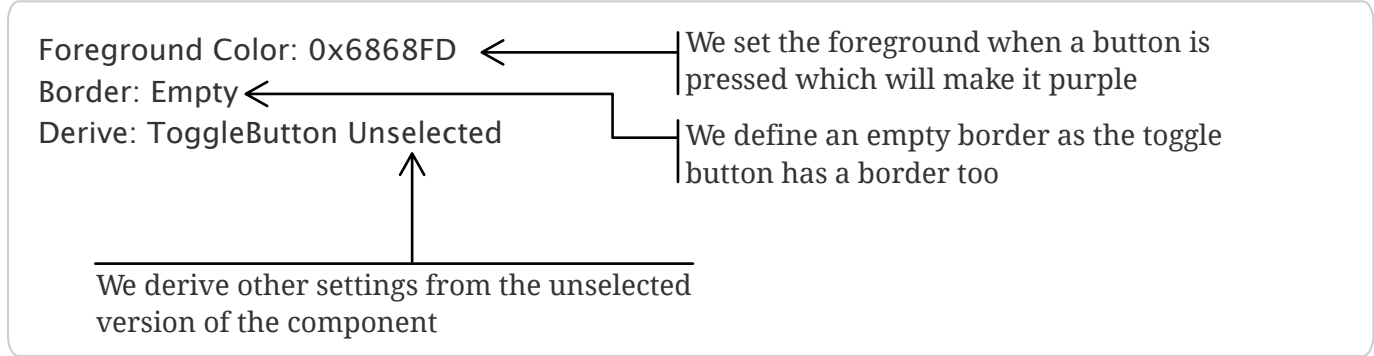 Foreground Color: 0x6868FD
Border: Empty
Derive: ToggleButton Unselected
We set the foreground when a button is
pressed which will make it purple
We define an empty border as the toggle
button has a border too
We derive other settings from the unselected
version of the component